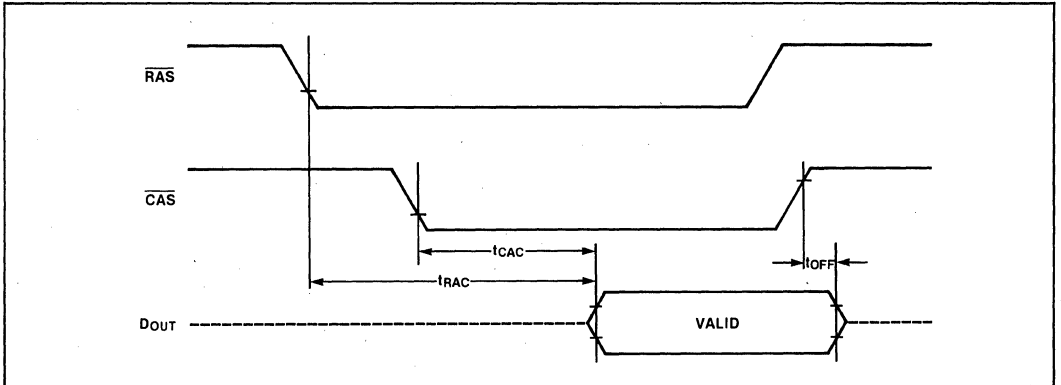 RAS
CAS
tCAC
tOFF
tRAC
DOUT
VALID